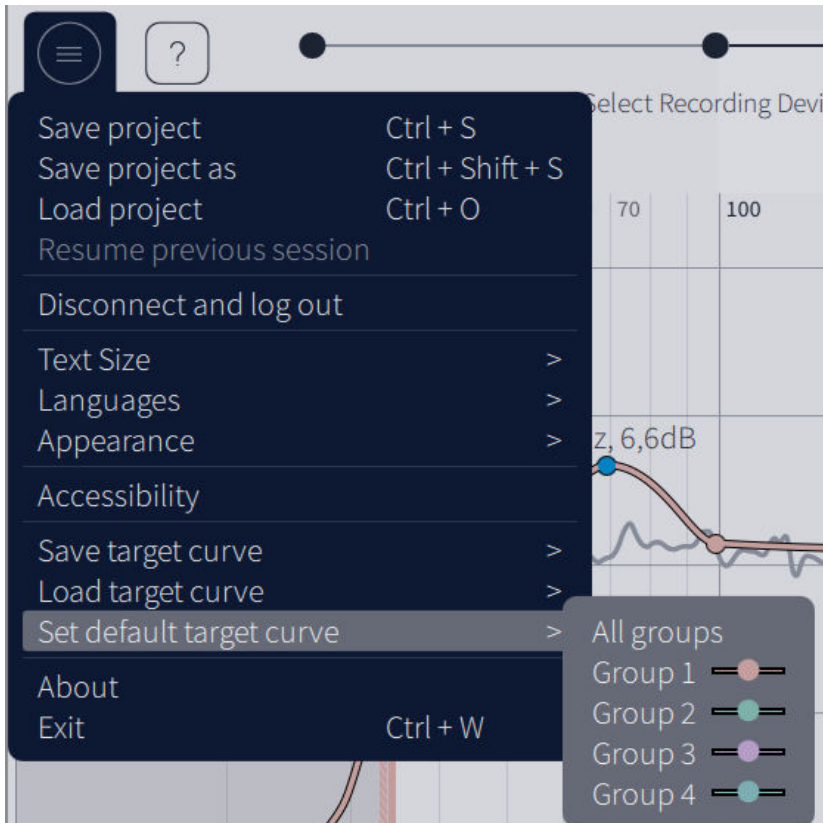 ?
Select Recording Devi
Save project Ctrl + S
Save project as Ctrl + Shift + S
Load project Ctrl + O
Resume previous session
70 100
Disconnect and log out
Text Size >
Languages >
Appearance >
z, 6,6dB
Accessibility
Save target curve >
Load target curve >
Set default target curve >
All groups
Group 1
Group 2
Group 3
Group 4
About
Exit Ctrl + W